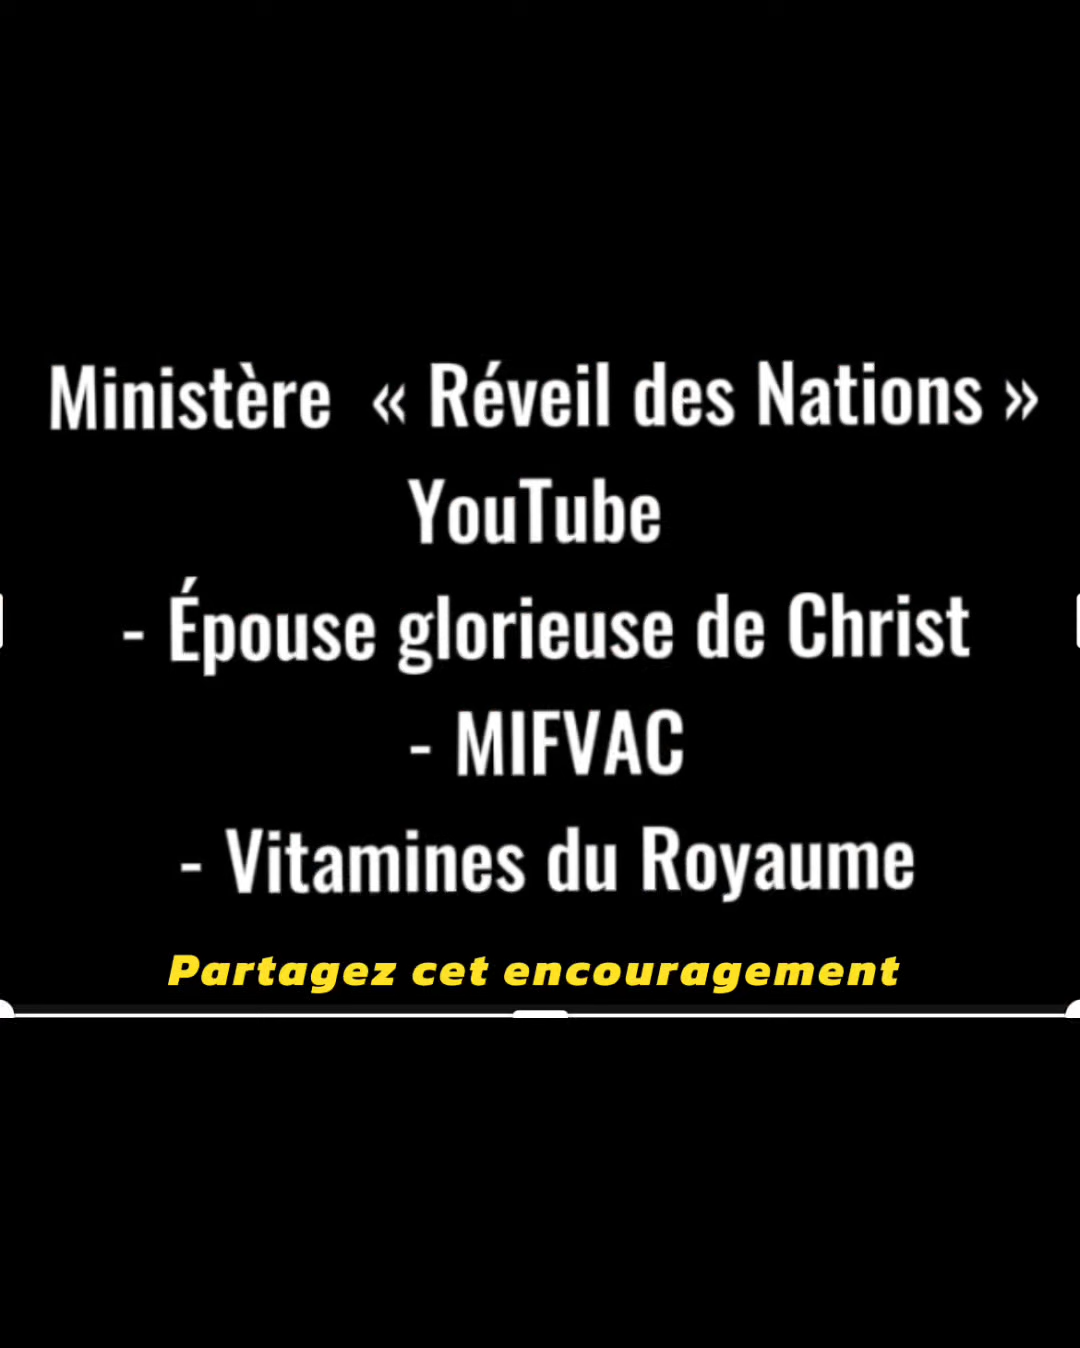 Ministère « Réveil des Nations »
YouTube
- Épouse glorieuse de Christ
- MIFVAC
- Vitamines du Royaume
Partagez cet encouragement